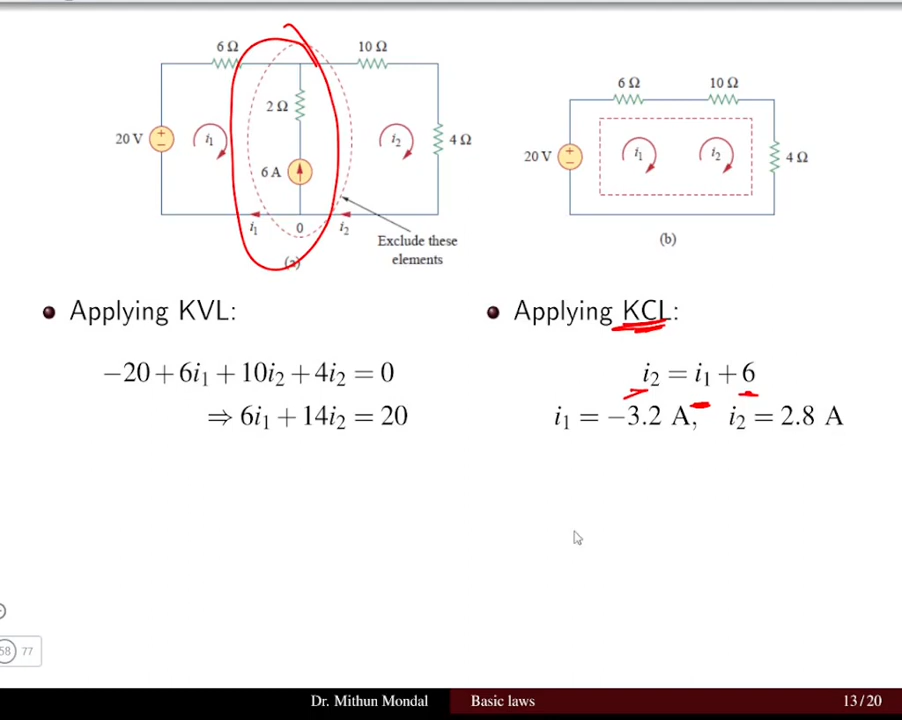 6 Ω 10 Ω
2 Ω
20 V i₁ i₂ 4 Ω
6 A
i₁ 0 i₂
Exclude these
elements
(a)
6 Ω 10 Ω
20 V i₁ i₂ 4 Ω
(b)
Applying KVL:
−20 + 6i₁ + 10i₂ + 4i₂ = 0
⇒ 6i₁ + 14i₂ = 20
Applying KCL:
i₂ = i₁ + 6
i₁ = −3.2 A, i₂ = 2.8 A
58 77
Dr. Mithun Mondal Basic laws 13/20